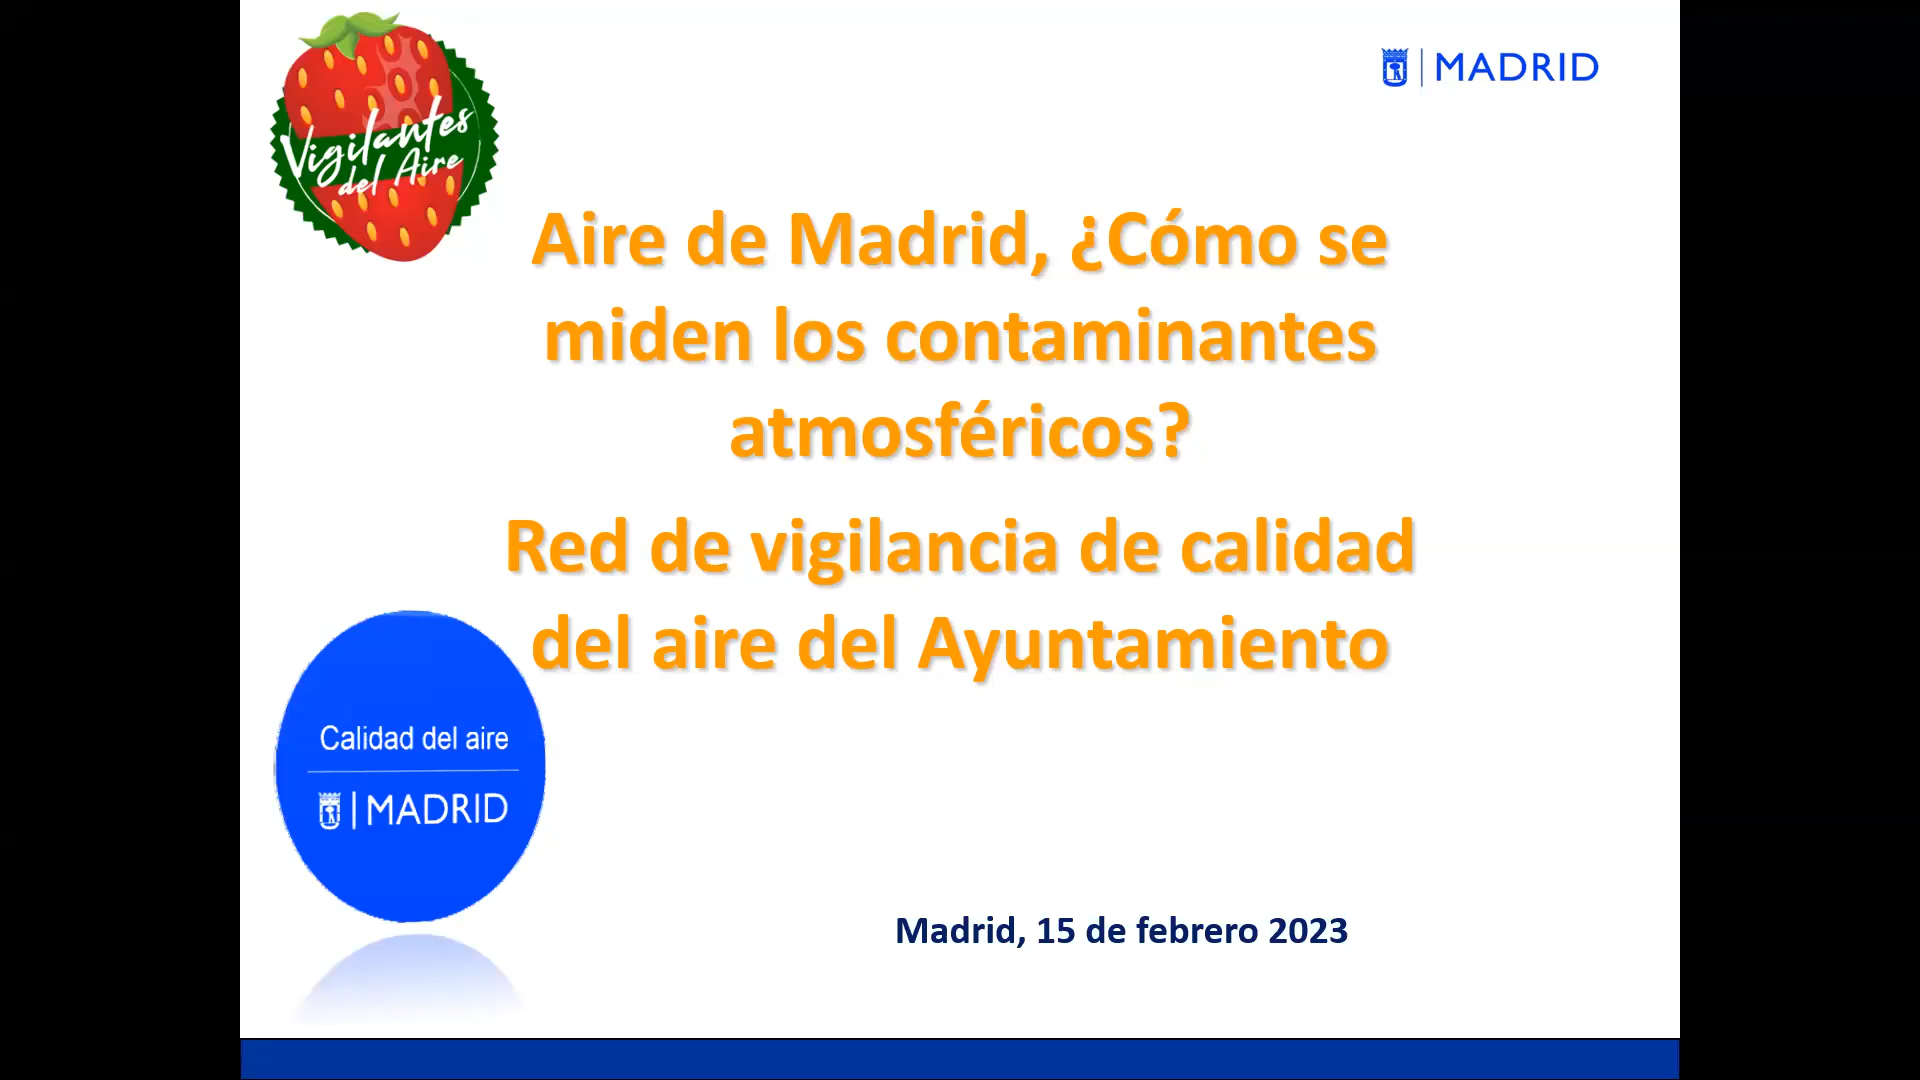 Vigilantes
del Aire
MADRID
Aire de Madrid, ¿Cómo se
miden los contaminantes
atmosféricos?
Red de vigilancia de calidad
del aire del Ayuntamiento
Calidad del aire
MADRID
Madrid, 15 de febrero 2023